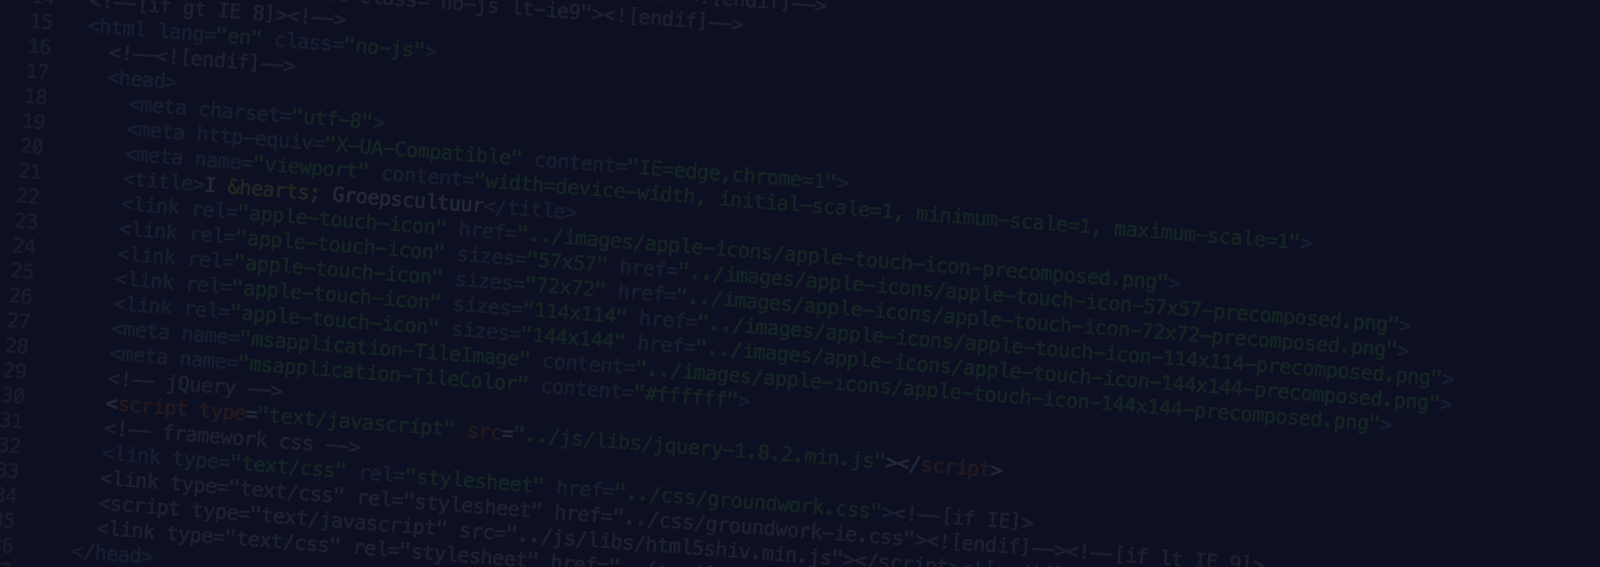 class="no-js lt-ie9"><![endif]-->
<!--[if gt IE 8]><!--> <![endif]-->
15 <html lang="en" class="no-js">
16 <!--<![endif]-->
17 <head>
18 <meta charset="utf-8">
19 <meta http-equiv="X-UA-Compatible" content="IE=edge,chrome=1">
20 <meta name="viewport" content="width=device-width, initial-scale=1, minimum-scale=1, maximum-scale=1">
21 <title>I &hearts; Groepscultuur</title>
22 <link rel="apple-touch-icon" href="../images/apple-icons/apple-touch-icon-precomposed.png">
23 <link rel="apple-touch-icon" sizes="57x57" href="../images/apple-icons/apple-touch-icon-57x57-precomposed.png">
24 <link rel="apple-touch-icon" sizes="72x72" href="../images/apple-icons/apple-touch-icon-72x72-precomposed.png">
25 <link rel="apple-touch-icon" sizes="114x114" href="../images/apple-icons/apple-touch-icon-114x114-precomposed.png">
26 <link rel="apple-touch-icon" sizes="144x144" href="../images/apple-icons/apple-touch-icon-144x144-precomposed.png">
27 <meta name="msapplication-TileImage" content="../images/apple-icons/apple-touch-icon-144x144-precomposed.png">
28 <meta name="msapplication-TileColor" content="#ffffff">
29 <!-- jQuery -->
30 <script type="text/javascript" src="../js/libs/jquery-1.8.2.min.js"></script>
31 <!-- framework css -->
32 <link type="text/css" rel="stylesheet" href="../css/groundwork.css"><!--[if IE]>
33 <link type="text/css" rel="stylesheet" href="../css/groundwork-ie.css"><![endif]--><!--[if lt IE 9]>
34 <script type="text/javascript" src="../js/libs/html5shiv.min.js"></script>
35 <link type="text/css" rel="stylesheet" href=
36 </head>